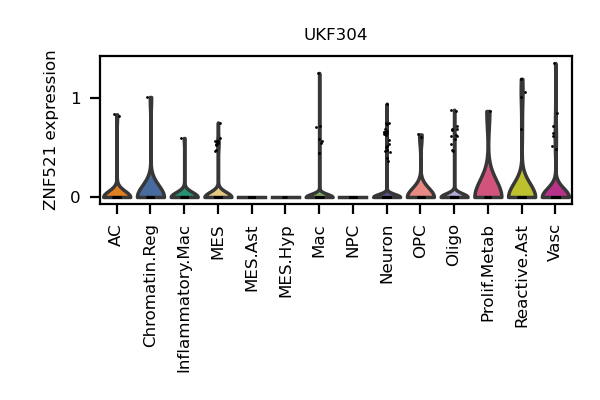 UKF304
ZNF521 expression
1
0
AC
Chromatin.Reg
Inflammatory.Mac
MES
MES.Ast
MES.Hyp
Mac
NPC
Neuron
OPC
Oligo
Prolif.Metab
Reactive.Ast
Vasc